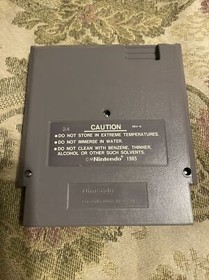 CAUTION
• DO NOT STORE IN EXTREME TEMPERATURES.
• DO NOT IMMERSE IN WATER.
• DO NOT CLEAN WITH BENZENE, THINNER,
ALCOHOL OR OTHER SUCH SOLVENTS.
©Nintendo 1985
Nintendo